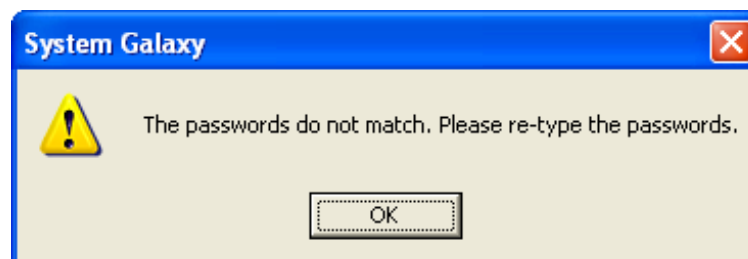 System Galaxy
The passwords do not match. Please re-type the passwords.
OK